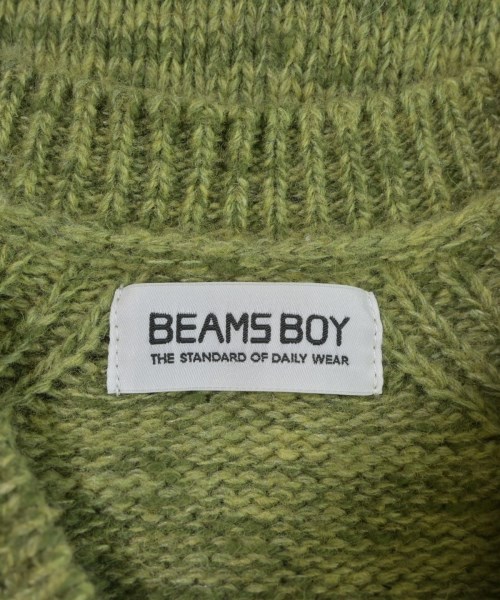 BEAMS BOY
THE STANDARD OF DAILY WEAR